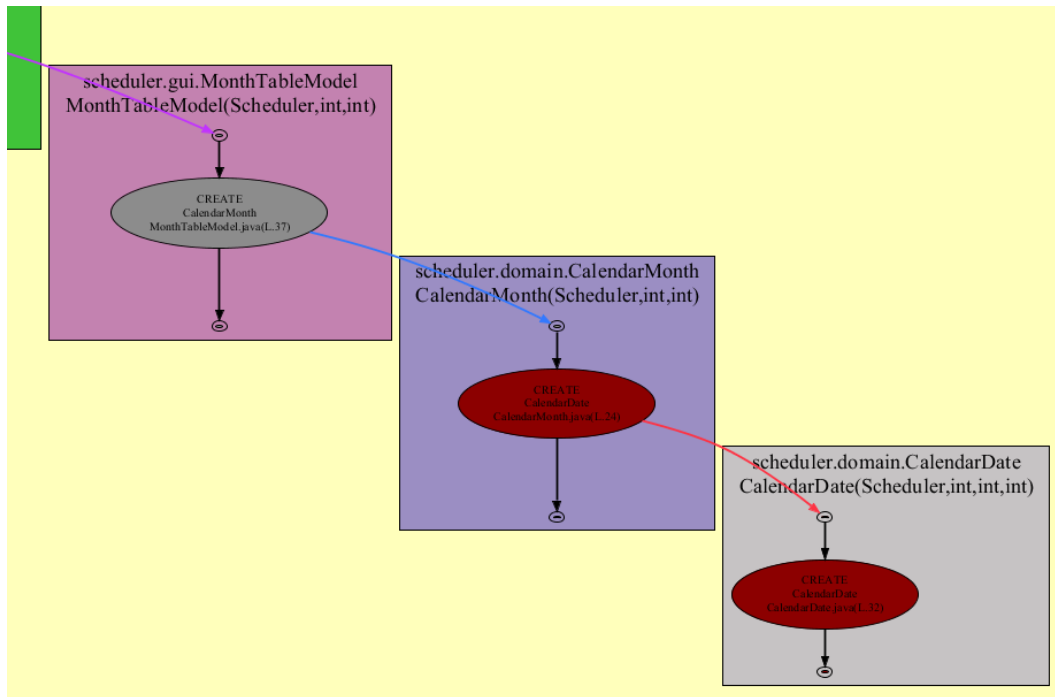 scheduler.gui.MonthTableModel
MonthTableModel(Scheduler,int,int)
CREATE
CalendarMonth
MonthTableModel.java(L.37)
scheduler.domain.CalendarMonth
CalendarMonth(Scheduler,int,int)
CREATE
CalendarDate
CalendarMonth.java(L.24)
scheduler.domain.CalendarDate
CalendarDate(Scheduler,int,int,int)
CREATE
CalendarDate
CalendarDate.java(L.32)